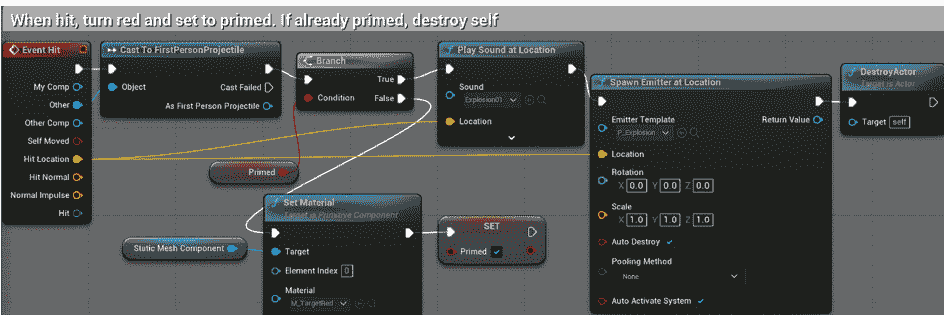 When hit, turn red and set to primed. If already primed, destroy self
Event Hit
My Comp
Other
Other Comp
Self Moved
Hit Location
Hit Normal
Normal Impulse
Hit
Cast To FirstPersonProjectile
Object
Cast Failed
As First Person Projectile
Branch
Condition
True
False
Primed
Play Sound at Location
Sound
Explosion01
Location
Set Material
Target is Primitive Component
Static Mesh Component
Target
Element Index 0
Material
M_TargetRed
SET
Primed
Spawn Emitter at Location
Emitter Template
P_Explosion
Return Value
Location
Rotation
X 0.0 Y 0.0 Z 0.0
Scale
X 1.0 Y 1.0 Z 1.0
Auto Destroy
Pooling Method
None
Auto Activate System
DestroyActor
Target is Actor
Target self